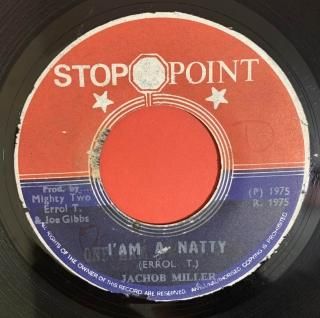 STOP POINT
Prod. by
Mighty Two
Errol T.
& Joe Gibbs
(P) 1975
R. 1975
I'AM A NATTY
(ERROL T.)
JACHOB MILLER
ALL RIGHTS OF THE OWNER OF THIS RECORD ARE RESERVED. UNAUTHORISED COPYING IS PROHIBITED.